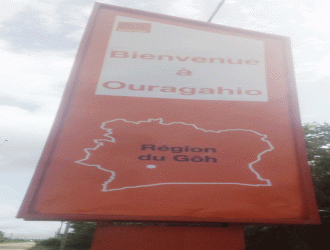 Bienvenue
à
Ouragahio
Région
du Gôh